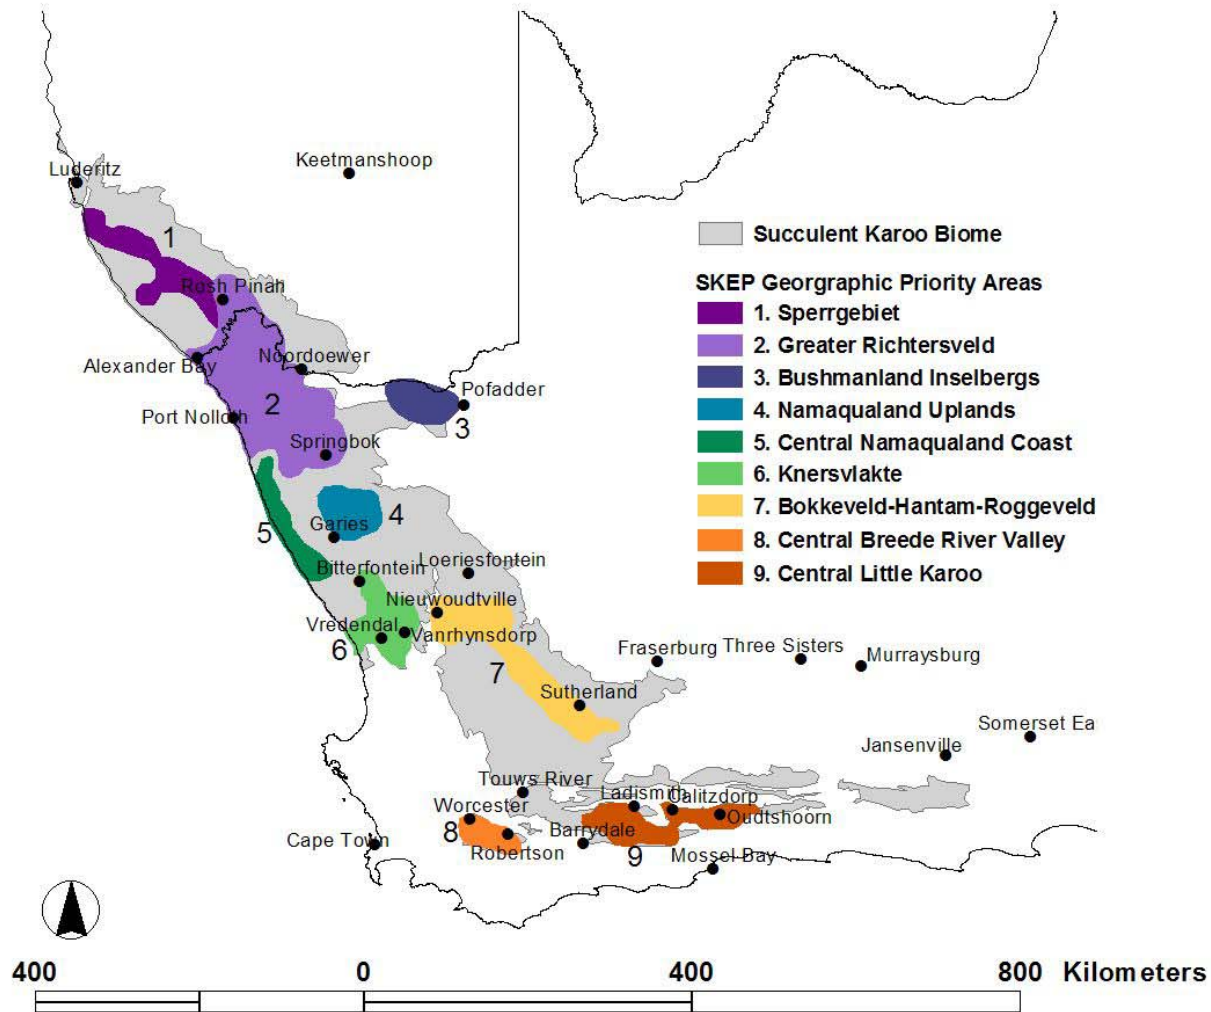 Keetmanshoop
Luderitz
1
Succulent Karoo Biome
SKEP Georgraphic Priority Areas
Rosh Pinah
1. Sperrgebiet
2. Greater Richtersveld
Noordoewer
Alexander Bay
3. Bushmanland Inselbergs
Pofadder
2
Port Nolloth
4. Namaqualand Uplands
3
Springbok
5. Central Namaqualand Coast
6. Knersvlakte
7. Bokkeveld-Hantam-Roggeveld
4
Garies
5
8. Central Breede River Valley
Loeriesfontein
Bitterfontein
9. Central Little Karoo
Nieuwoudtville
Vredendal
Vanrhynsdorp
6
Fraserburg
Three Sisters
Murraysburg
7
Sutherland
Somerset Ea
Jansenville
Touws River
Ladismith
Calitzdorp
Worcester
Oudtshoorn
8
Barrydale
Cape Town
Robertson
9
Mossel Bay
400 0 400 800 Kilometers